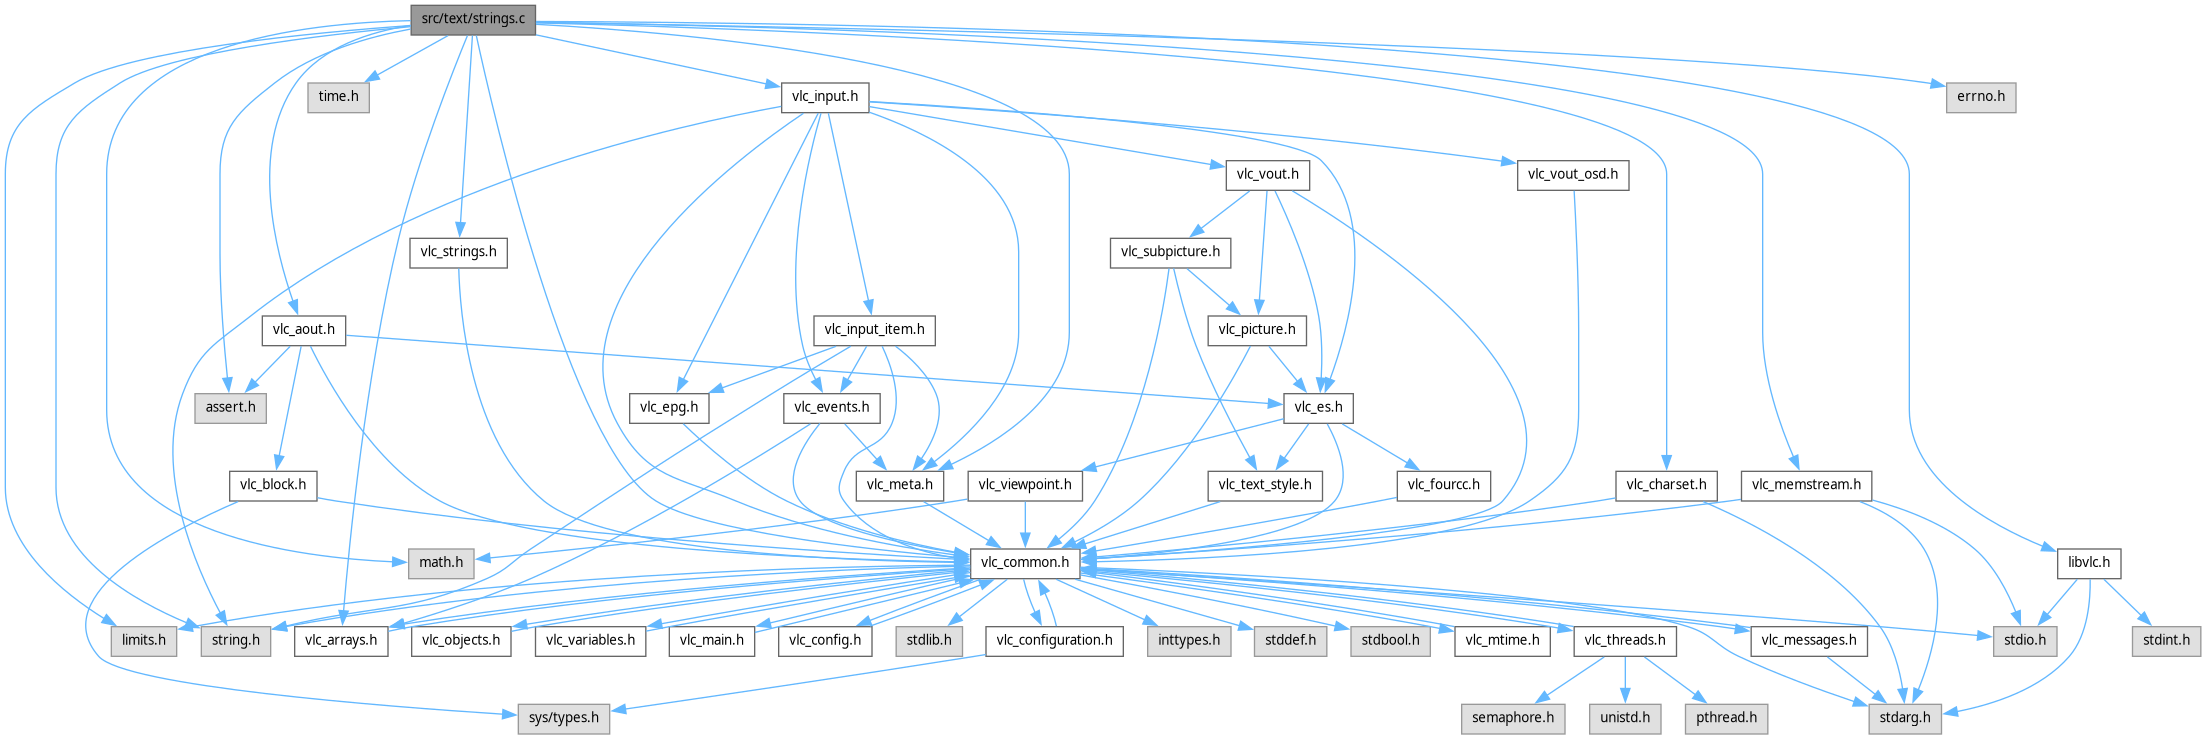 src/text/strings.c
time.h
vlc_input.h
errno.h
vlc_vout.h
vlc_vout_osd.h
vlc_strings.h
vlc_subpicture.h
vlc_aout.h
vlc_input_item.h
vlc_picture.h
assert.h
vlc_epg.h
vlc_events.h
vlc_es.h
vlc_block.h
vlc_meta.h
vlc_viewpoint.h
vlc_text_style.h
vlc_fourcc.h
vlc_charset.h
vlc_memstream.h
math.h
vlc_common.h
libvlc.h
limits.h
string.h
vlc_arrays.h
vlc_objects.h
vlc_variables.h
vlc_main.h
vlc_config.h
stdlib.h
vlc_configuration.h
inttypes.h
stddef.h
stdbool.h
vlc_mtime.h
vlc_threads.h
vlc_messages.h
stdio.h
stdint.h
sys/types.h
semaphore.h
unistd.h
pthread.h
stdarg.h